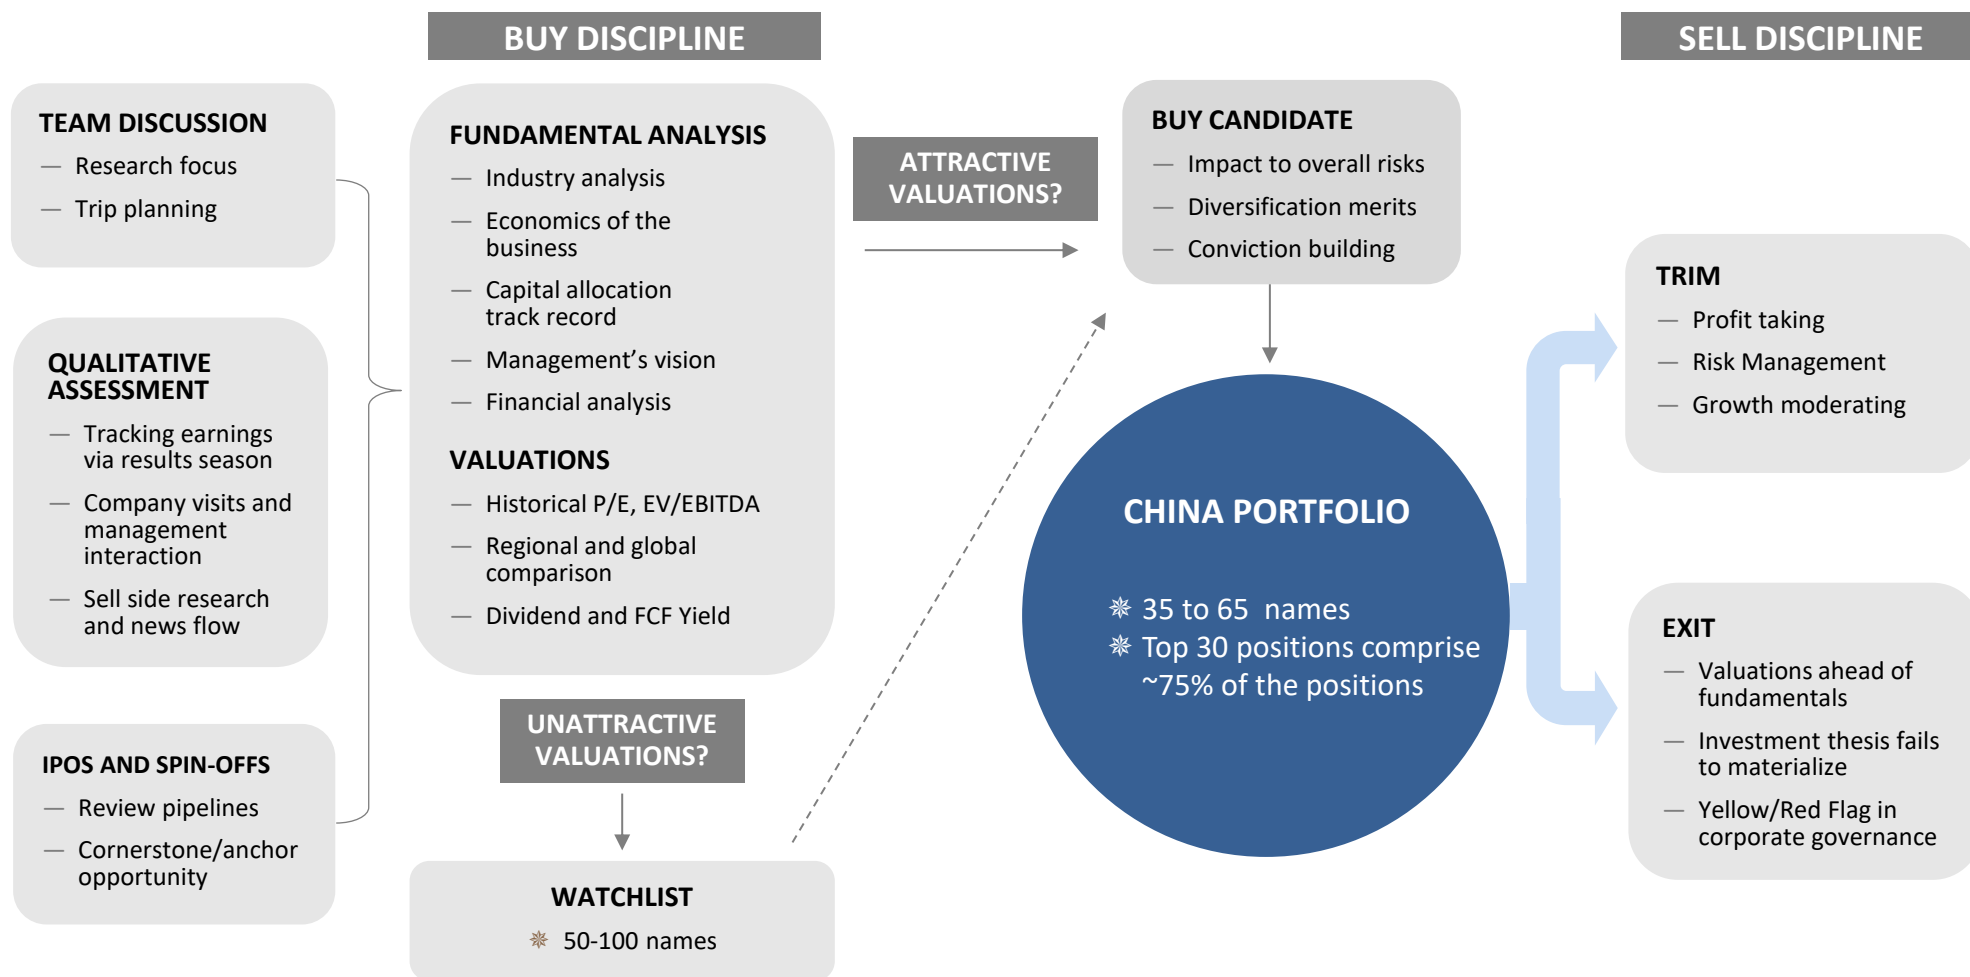 BUY DISCIPLINE
SELL DISCIPLINE
TEAM DISCUSSION
— Research focus
— Trip planning
QUALITATIVE
ASSESSMENT
— Tracking earnings
via results season
— Company visits and
management
interaction
— Sell side research
and news flow
IPOS AND SPIN-OFFS
— Review pipelines
— Cornerstone/anchor
opportunity
FUNDAMENTAL ANALYSIS
— Industry analysis
— Economics of the
business
— Capital allocation
track record
— Management’s vision
— Financial analysis
VALUATIONS
— Historical P/E, EV/EBITDA
— Regional and global
comparison
— Dividend and FCF Yield
UNATTRACTIVE
VALUATIONS?
WATCHLIST
✵ 50-100 names
ATTRACTIVE
VALUATIONS?
BUY CANDIDATE
— Impact to overall risks
— Diversification merits
— Conviction building
CHINA PORTFOLIO
✵ 35 to 65 names
✵ Top 30 positions comprise
~75% of the positions
TRIM
— Profit taking
— Risk Management
— Growth moderating
EXIT
— Valuations ahead of
fundamentals
— Investment thesis fails
to materialize
— Yellow/Red Flag in
corporate governance